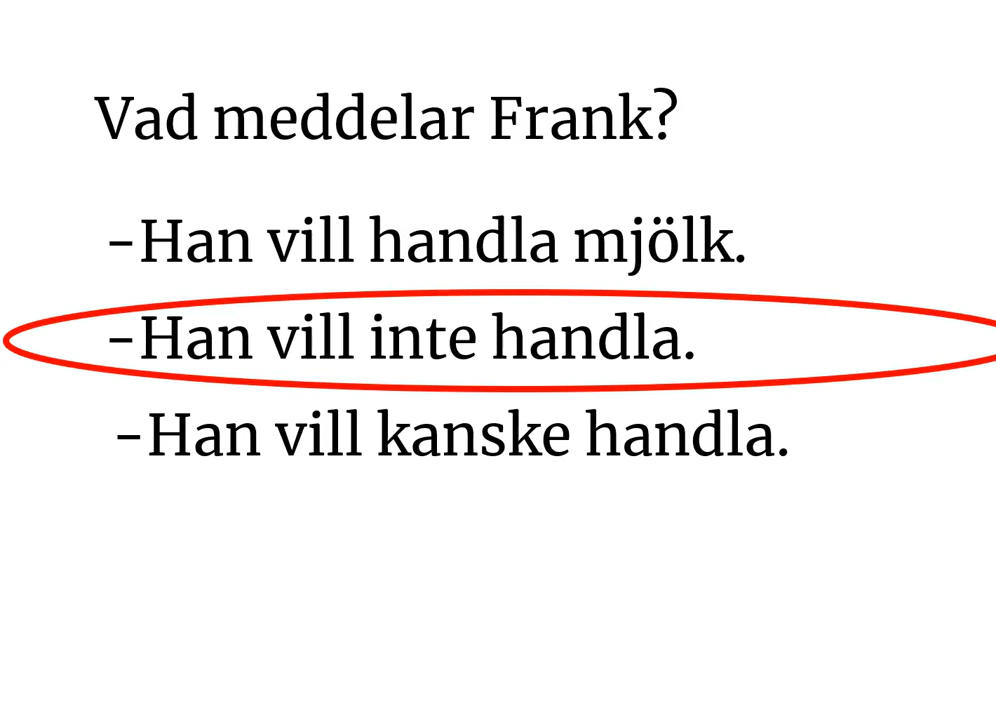 Vad meddelar Frank?
-Han vill handla mjölk.
-Han vill inte handla.
-Han vill kanske handla.